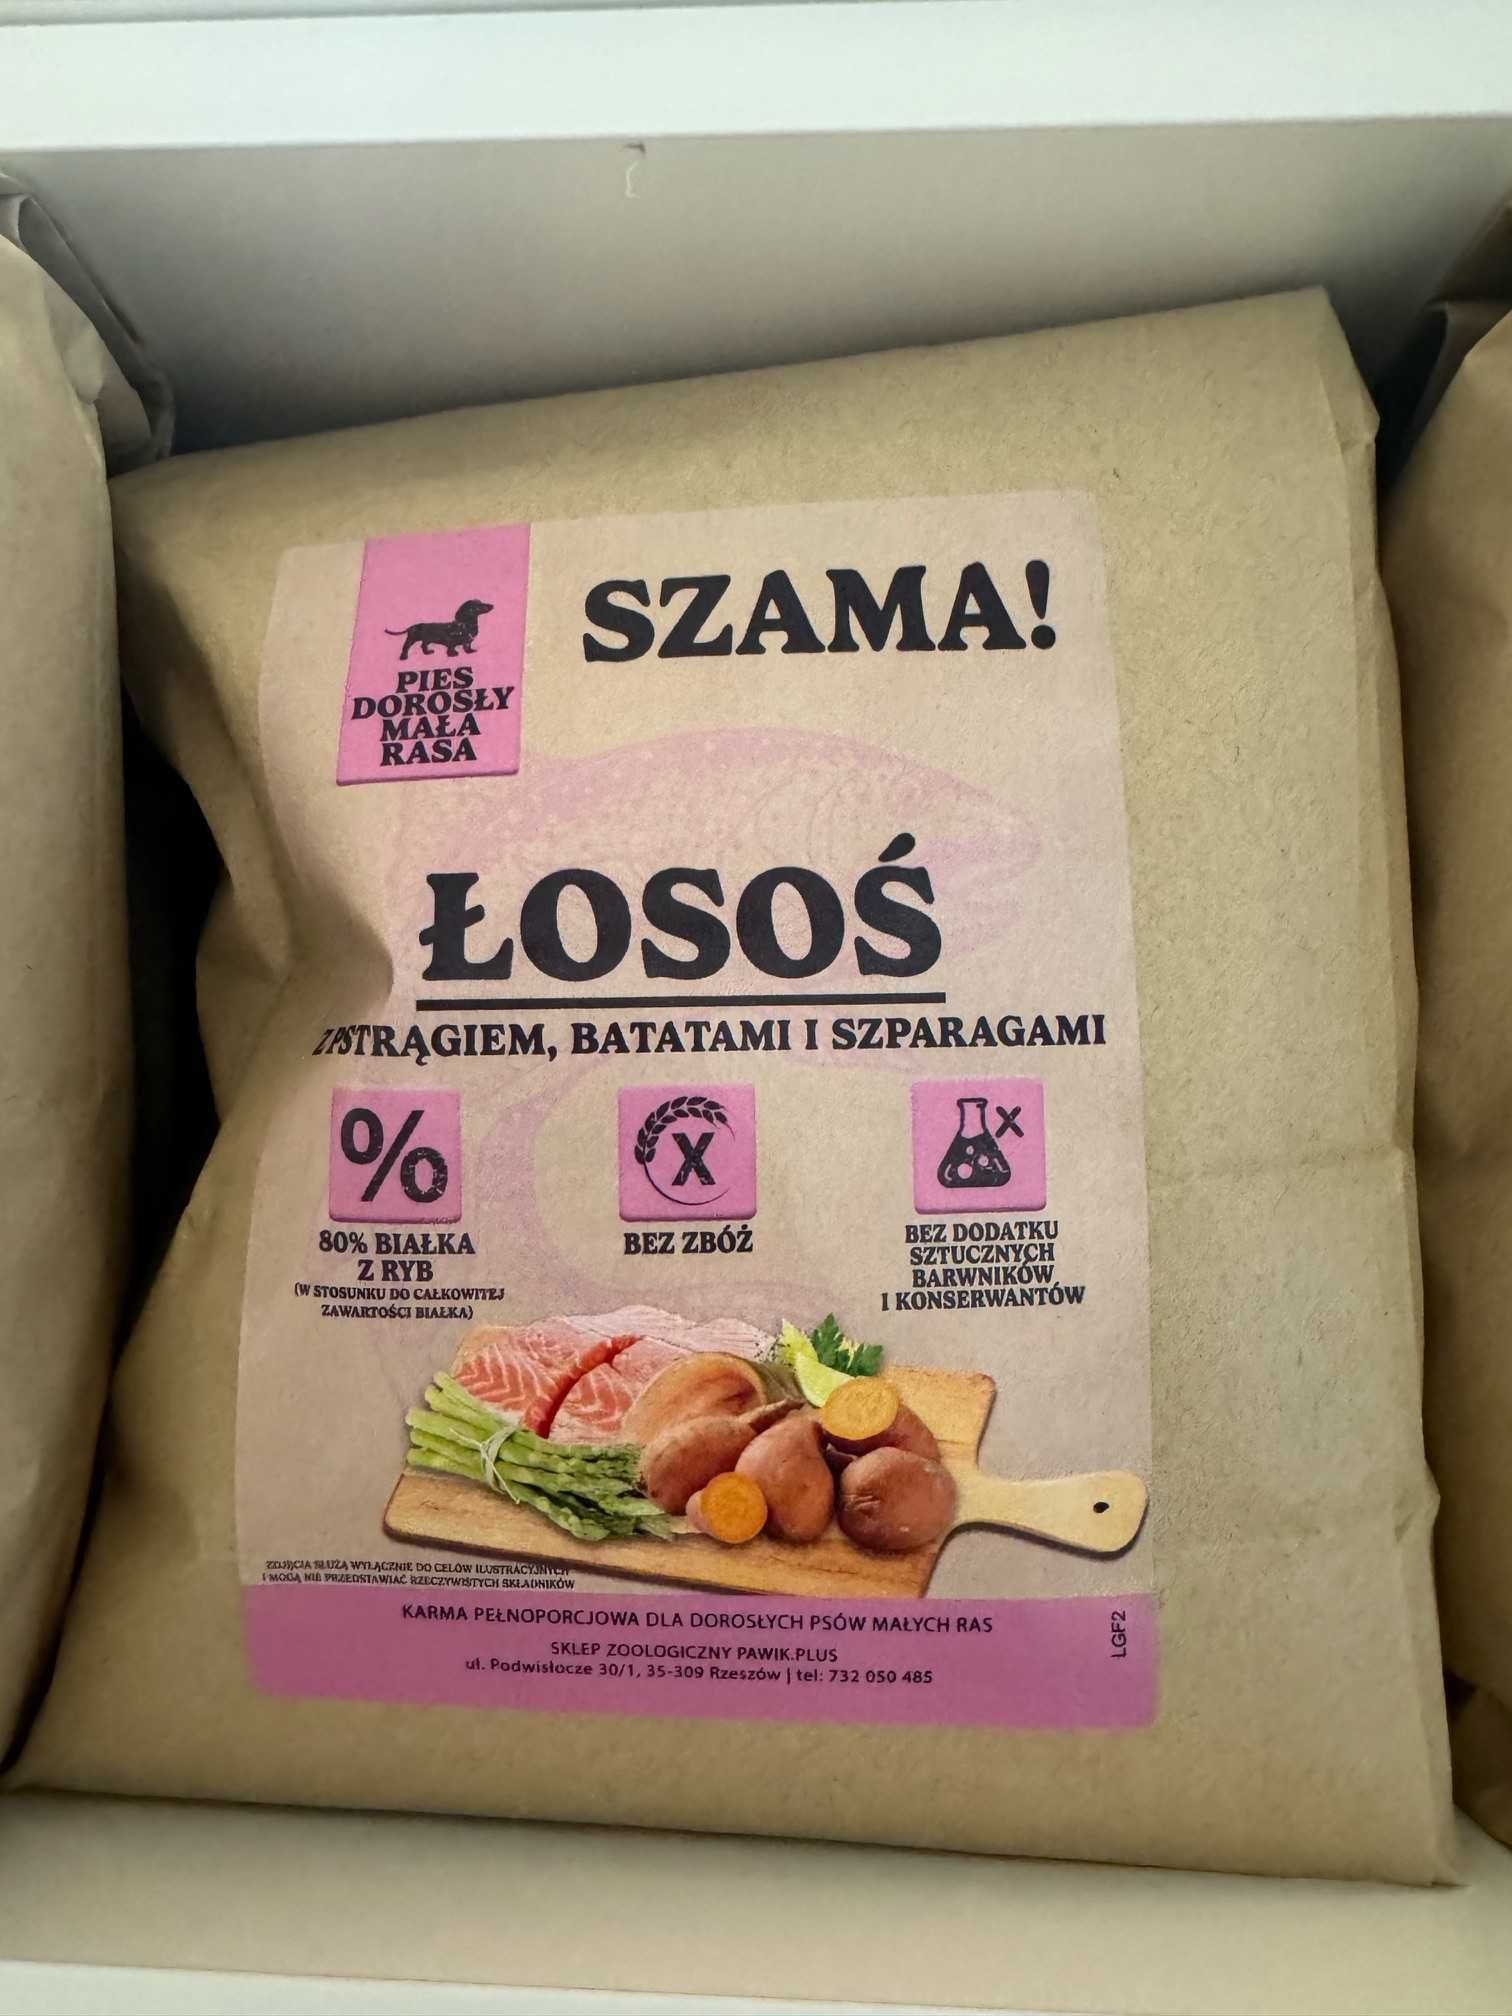 SZAMA!
PIES
DOROSŁY
MAŁA
RASA
ŁOSOŚ
Z PSTRĄGIEM, BATATAMI I SZPARAGAMI
%
80% BIAŁKA
Z RYB
(W STOSUNKU DO CAŁKOWITEJ
ZAWARTOŚCI BIAŁKA)
X
BEZ ZBÓŻ
X
BEZ DODATKU
SZTUCZNYCH
BARWNIKÓW
I KONSERWANTÓW
ZDJĘCIA SŁUŻĄ WYŁĄCZNIE DO CELÓW ILUSTRACYJNYCH
I MOGĄ NIE PRZEDSTAWIAĆ RZECZYWISTYCH SKŁADNIKÓW
KARMA PEŁNOPORCJOWA DLA DOROSŁYCH PSÓW MAŁYCH RAS
SKLEP ZOOLOGICZNY PAWIK.PLUS
ul. Podwisłocze 30/1, 35-309 Rzeszów | tel: 732 050 485
LGF2